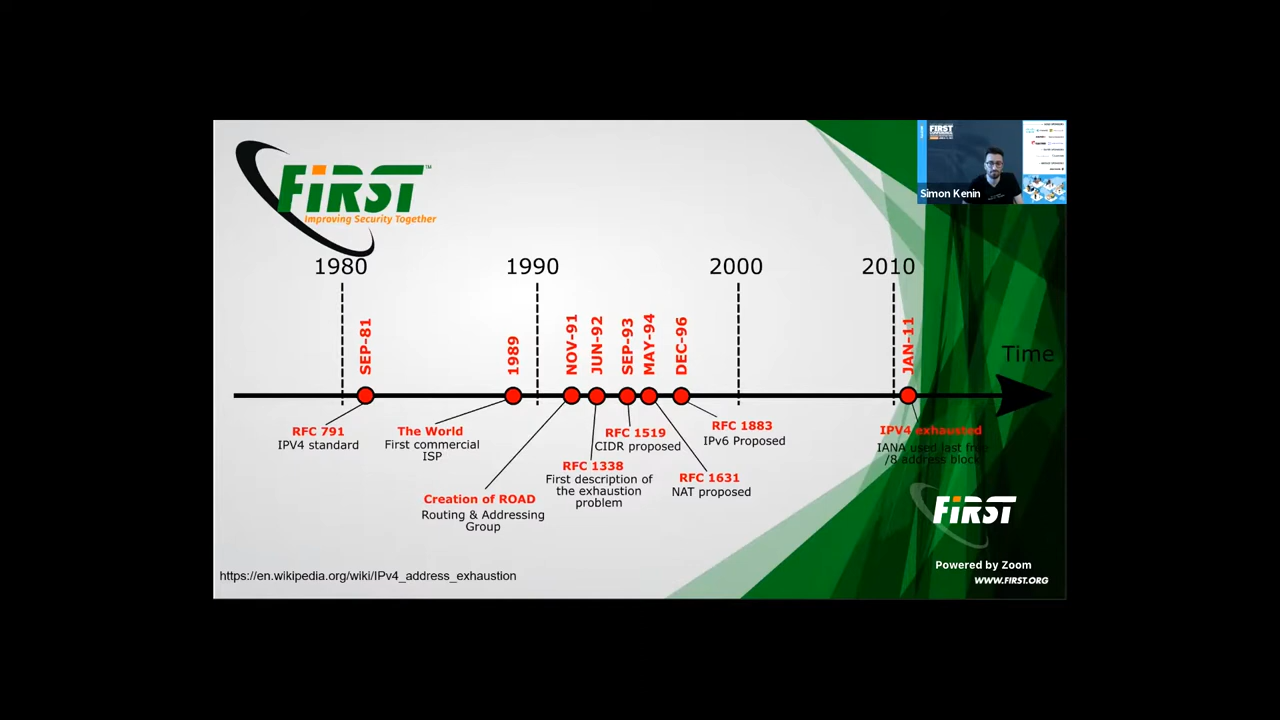 FiRST™
Improving Security Together
FIRST
Simon Kenin
1980
1990
2000
2010
SEP-81
1989
NOV-91
JUN-92
SEP-93
MAY-94
DEC-96
JAN-11
Time
RFC 791
IPV4 standard
The World
First commercial
ISP
Creation of ROAD
Routing & Addressing
Group
RFC 1338
First description of
the exhaustion
problem
RFC 1519
CIDR proposed
RFC 1631
NAT proposed
RFC 1883
IPv6 Proposed
IPV4 exhausted
IANA used last free
/8 address block
FiRST
Powered by Zoom
WWW.FIRST.ORG
https://en.wikipedia.org/wiki/IPv4_address_exhaustion